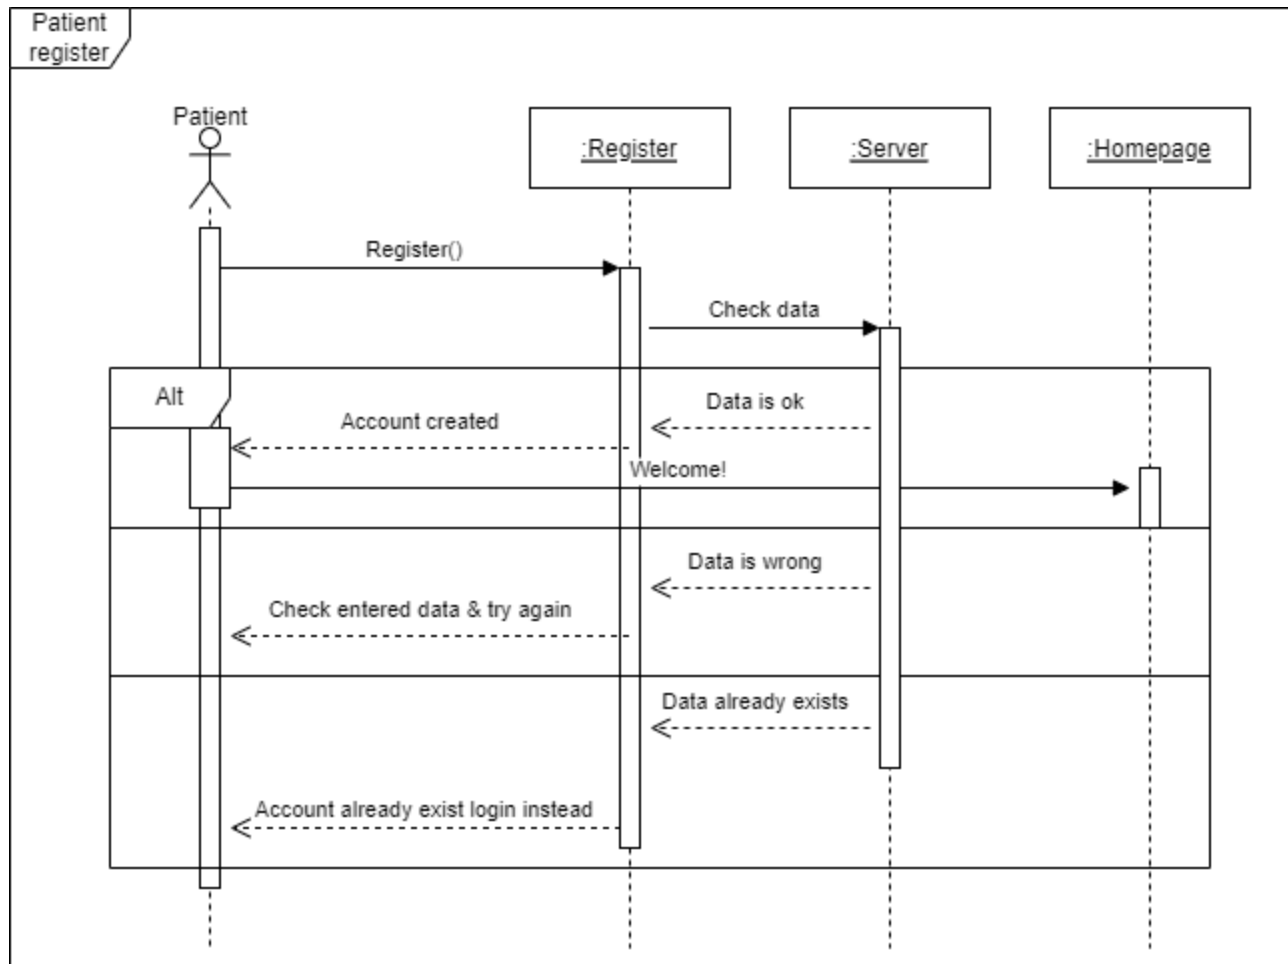 Patient
register
Patient
:Register
:Server
:Homepage
Register()
Check data
Alt
Data is ok
Account created
Welcome!
Data is wrong
Check entered data & try again
Data already exists
Account already exist login instead